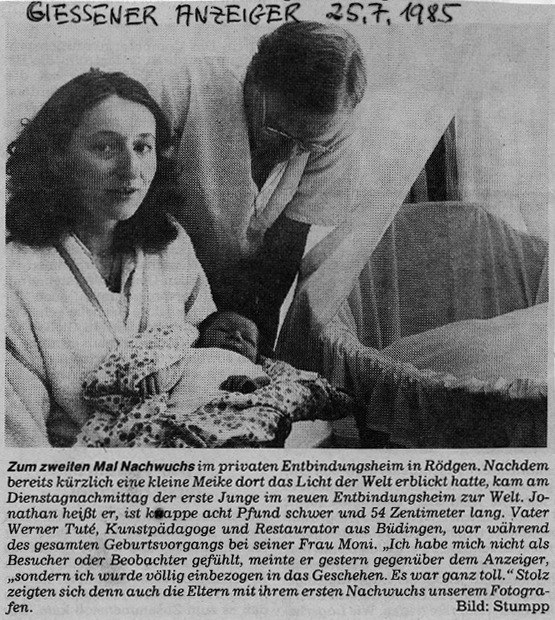 GIESSENER ANZEIGER 25.7.1985
Zum zweiten Mal Nachwuchs im privaten Entbindungsheim in Rödgen. Nachdem
bereits kürzlich eine kleine Meike dort das Licht der Welt erblickt hatte, kam am
Dienstagnachmittag der erste Junge im neuen Entbindungsheim zur Welt. Jo-
nathan heißt er, ist knappe acht Pfund schwer und 54 Zentimeter lang. Vater
Werner Tuté, Kunstpädagoge und Restaurator aus Büdingen, war während
des gesamten Geburtsvorgangs bei seiner Frau Moni. „Ich habe mich nicht als
Besucher oder Beobachter gefühlt, meinte er gestern gegenüber dem Anzeiger,
„sondern ich wurde völlig einbezogen in das Geschehen. Es war ganz toll.“ Stolz
zeigten sich denn auch die Eltern mit ihrem ersten Nachwuchs unserem Fotogra-
fen. Bild: Stumpp